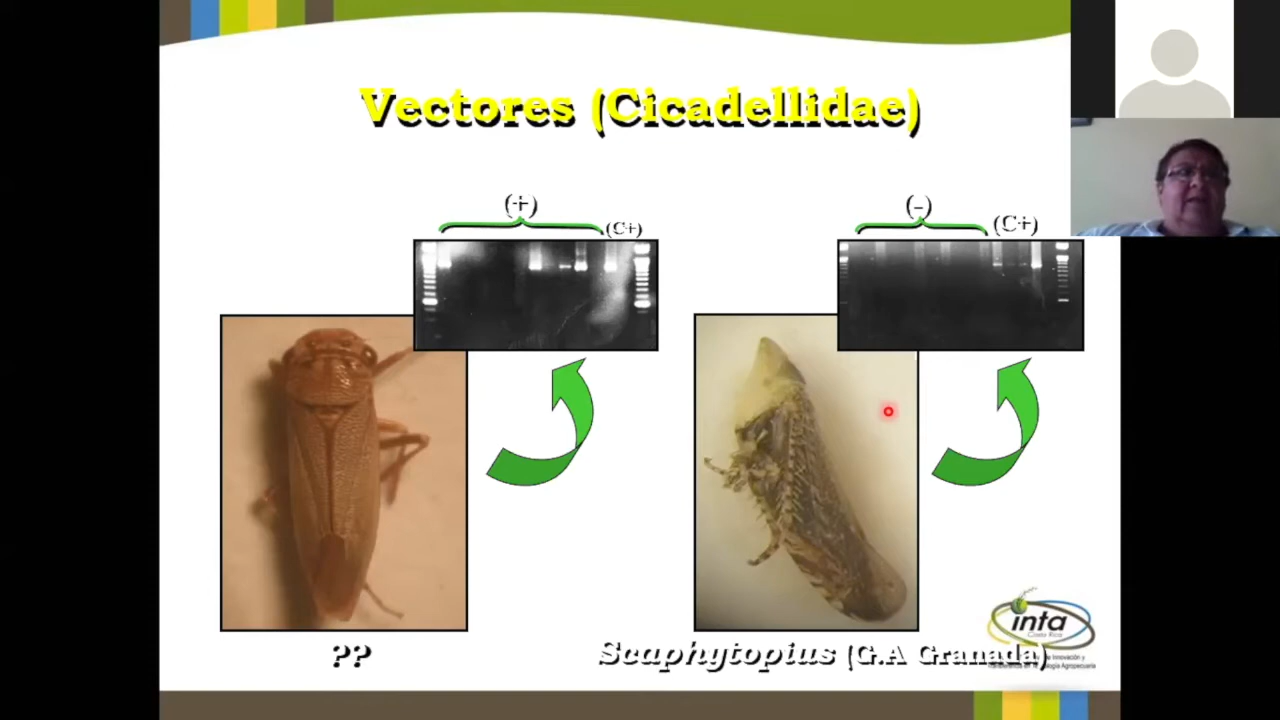 Vectores (Cicadellidae)
(+)
(C+)
(-)
(C+)
inta
Costa Rica
??
Scaphytopius (G.A Granada)